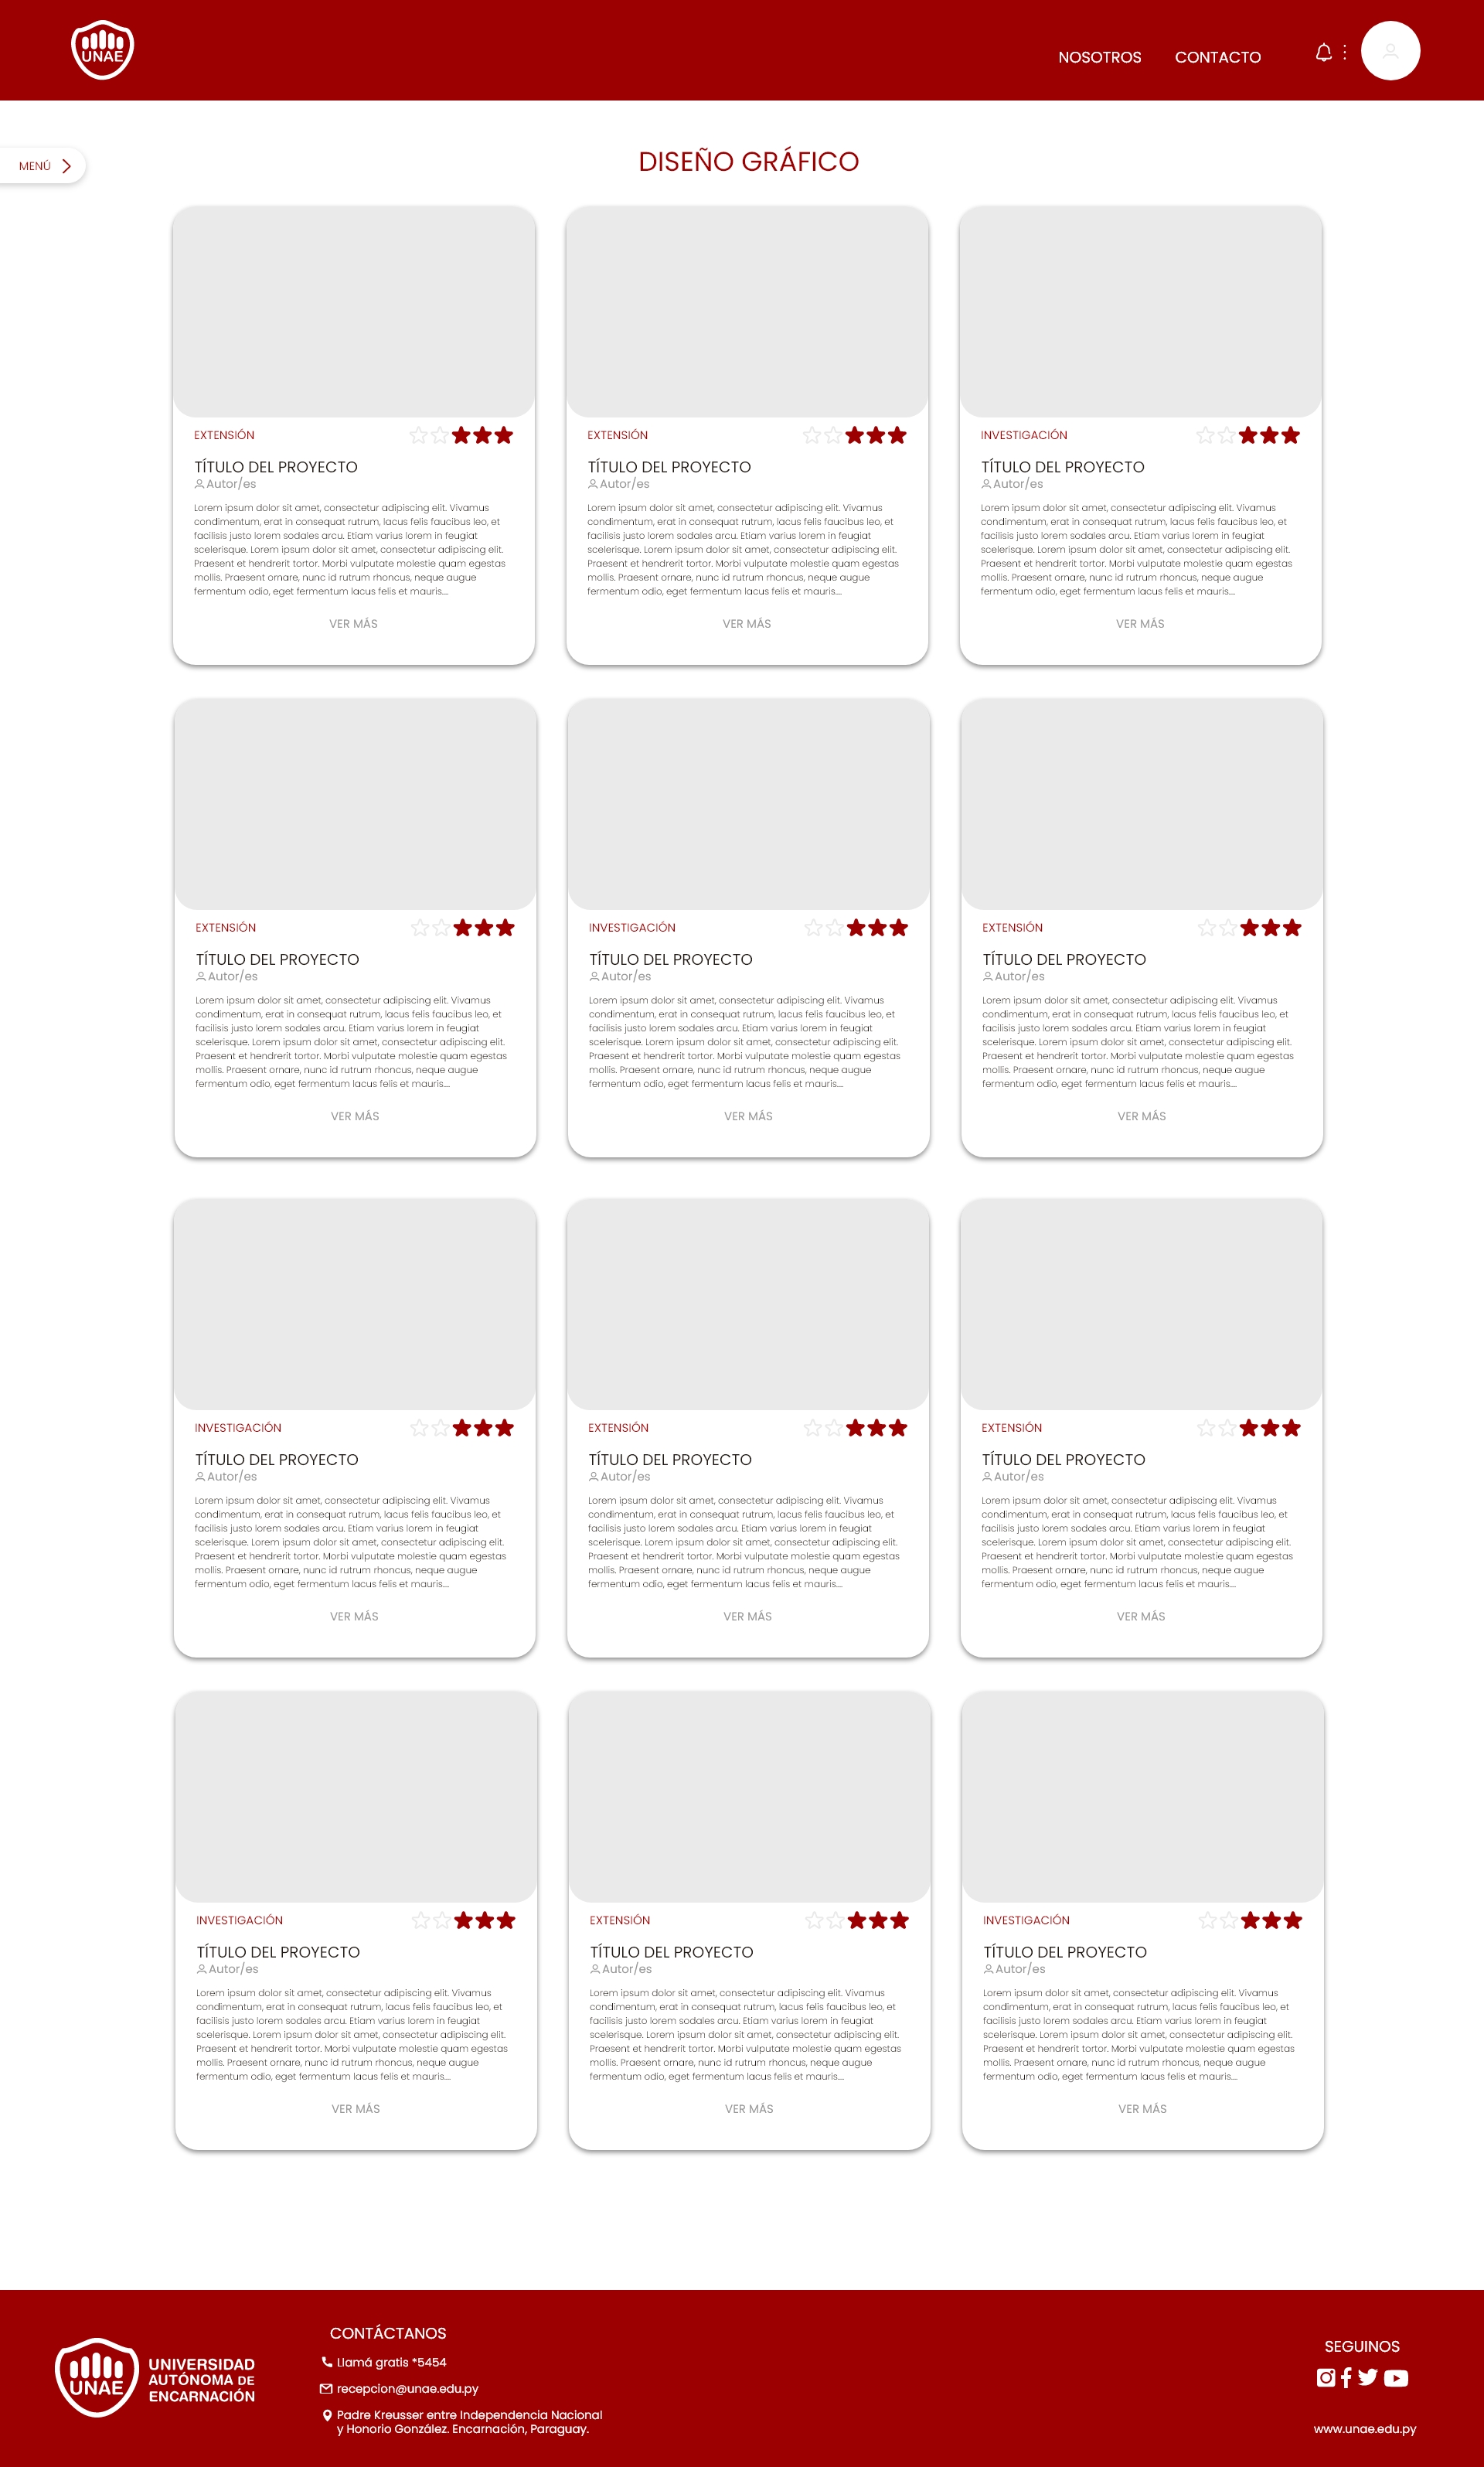 UNAE
NOSOTROS CONTACTO
MENÚ
DISEÑO GRÁFICO
EXTENSIÓN
TÍTULO DEL PROYECTO
Autor/es
Lorem ipsum dolor sit amet, consectetur adipiscing elit. Vivamus
condimentum, erat in consequat rutrum, lacus felis faucibus leo, et
facilisis justo lorem sodales arcu. Etiam varius lorem in feugiat
scelerisque. Lorem ipsum dolor sit amet, consectetur adipiscing elit.
Praesent et hendrerit tortor. Morbi vulputate molestie quam egestas
mollis. Praesent ornare, nunc id rutrum rhoncus, neque augue
fermentum odio, eget fermentum lacus felis et mauris....
VER MÁS
EXTENSIÓN
TÍTULO DEL PROYECTO
Autor/es
Lorem ipsum dolor sit amet, consectetur adipiscing elit. Vivamus
condimentum, erat in consequat rutrum, lacus felis faucibus leo, et
facilisis justo lorem sodales arcu. Etiam varius lorem in feugiat
scelerisque. Lorem ipsum dolor sit amet, consectetur adipiscing elit.
Praesent et hendrerit tortor. Morbi vulputate molestie quam egestas
mollis. Praesent ornare, nunc id rutrum rhoncus, neque augue
fermentum odio, eget fermentum lacus felis et mauris....
VER MÁS
INVESTIGACIÓN
TÍTULO DEL PROYECTO
Autor/es
Lorem ipsum dolor sit amet, consectetur adipiscing elit. Vivamus
condimentum, erat in consequat rutrum, lacus felis faucibus leo, et
facilisis justo lorem sodales arcu. Etiam varius lorem in feugiat
scelerisque. Lorem ipsum dolor sit amet, consectetur adipiscing elit.
Praesent et hendrerit tortor. Morbi vulputate molestie quam egestas
mollis. Praesent ornare, nunc id rutrum rhoncus, neque augue
fermentum odio, eget fermentum lacus felis et mauris....
VER MÁS
EXTENSIÓN
TÍTULO DEL PROYECTO
Autor/es
Lorem ipsum dolor sit amet, consectetur adipiscing elit. Vivamus
condimentum, erat in consequat rutrum, lacus felis faucibus leo, et
facilisis justo lorem sodales arcu. Etiam varius lorem in feugiat
scelerisque. Lorem ipsum dolor sit amet, consectetur adipiscing elit.
Praesent et hendrerit tortor. Morbi vulputate molestie quam egestas
mollis. Praesent ornare, nunc id rutrum rhoncus, neque augue
fermentum odio, eget fermentum lacus felis et mauris....
VER MÁS
INVESTIGACIÓN
TÍTULO DEL PROYECTO
Autor/es
Lorem ipsum dolor sit amet, consectetur adipiscing elit. Vivamus
condimentum, erat in consequat rutrum, lacus felis faucibus leo, et
facilisis justo lorem sodales arcu. Etiam varius lorem in feugiat
scelerisque. Lorem ipsum dolor sit amet, consectetur adipiscing elit.
Praesent et hendrerit tortor. Morbi vulputate molestie quam egestas
mollis. Praesent ornare, nunc id rutrum rhoncus, neque augue
fermentum odio, eget fermentum lacus felis et mauris....
VER MÁS
EXTENSIÓN
TÍTULO DEL PROYECTO
Autor/es
Lorem ipsum dolor sit amet, consectetur adipiscing elit. Vivamus
condimentum, erat in consequat rutrum, lacus felis faucibus leo, et
facilisis justo lorem sodales arcu. Etiam varius lorem in feugiat
scelerisque. Lorem ipsum dolor sit amet, consectetur adipiscing elit.
Praesent et hendrerit tortor. Morbi vulputate molestie quam egestas
mollis. Praesent ornare, nunc id rutrum rhoncus, neque augue
fermentum odio, eget fermentum lacus felis et mauris....
VER MÁS
INVESTIGACIÓN
TÍTULO DEL PROYECTO
Autor/es
Lorem ipsum dolor sit amet, consectetur adipiscing elit. Vivamus
condimentum, erat in consequat rutrum, lacus felis faucibus leo, et
facilisis justo lorem sodales arcu. Etiam varius lorem in feugiat
scelerisque. Lorem ipsum dolor sit amet, consectetur adipiscing elit.
Praesent et hendrerit tortor. Morbi vulputate molestie quam egestas
mollis. Praesent ornare, nunc id rutrum rhoncus, neque augue
fermentum odio, eget fermentum lacus felis et mauris....
VER MÁS
EXTENSIÓN
TÍTULO DEL PROYECTO
Autor/es
Lorem ipsum dolor sit amet, consectetur adipiscing elit. Vivamus
condimentum, erat in consequat rutrum, lacus felis faucibus leo, et
facilisis justo lorem sodales arcu. Etiam varius lorem in feugiat
scelerisque. Lorem ipsum dolor sit amet, consectetur adipiscing elit.
Praesent et hendrerit tortor. Morbi vulputate molestie quam egestas
mollis. Praesent ornare, nunc id rutrum rhoncus, neque augue
fermentum odio, eget fermentum lacus felis et mauris....
VER MÁS
EXTENSIÓN
TÍTULO DEL PROYECTO
Autor/es
Lorem ipsum dolor sit amet, consectetur adipiscing elit. Vivamus
condimentum, erat in consequat rutrum, lacus felis faucibus leo, et
facilisis justo lorem sodales arcu. Etiam varius lorem in feugiat
scelerisque. Lorem ipsum dolor sit amet, consectetur adipiscing elit.
Praesent et hendrerit tortor. Morbi vulputate molestie quam egestas
mollis. Praesent ornare, nunc id rutrum rhoncus, neque augue
fermentum odio, eget fermentum lacus felis et mauris....
VER MÁS
INVESTIGACIÓN
TÍTULO DEL PROYECTO
Autor/es
Lorem ipsum dolor sit amet, consectetur adipiscing elit. Vivamus
condimentum, erat in consequat rutrum, lacus felis faucibus leo, et
facilisis justo lorem sodales arcu. Etiam varius lorem in feugiat
scelerisque. Lorem ipsum dolor sit amet, consectetur adipiscing elit.
Praesent et hendrerit tortor. Morbi vulputate molestie quam egestas
mollis. Praesent ornare, nunc id rutrum rhoncus, neque augue
fermentum odio, eget fermentum lacus felis et mauris....
VER MÁS
EXTENSIÓN
TÍTULO DEL PROYECTO
Autor/es
Lorem ipsum dolor sit amet, consectetur adipiscing elit. Vivamus
condimentum, erat in consequat rutrum, lacus felis faucibus leo, et
facilisis justo lorem sodales arcu. Etiam varius lorem in feugiat
scelerisque. Lorem ipsum dolor sit amet, consectetur adipiscing elit.
Praesent et hendrerit tortor. Morbi vulputate molestie quam egestas
mollis. Praesent ornare, nunc id rutrum rhoncus, neque augue
fermentum odio, eget fermentum lacus felis et mauris....
VER MÁS
INVESTIGACIÓN
TÍTULO DEL PROYECTO
Autor/es
Lorem ipsum dolor sit amet, consectetur adipiscing elit. Vivamus
condimentum, erat in consequat rutrum, lacus felis faucibus leo, et
facilisis justo lorem sodales arcu. Etiam varius lorem in feugiat
scelerisque. Lorem ipsum dolor sit amet, consectetur adipiscing elit.
Praesent et hendrerit tortor. Morbi vulputate molestie quam egestas
mollis. Praesent ornare, nunc id rutrum rhoncus, neque augue
fermentum odio, eget fermentum lacus felis et mauris....
VER MÁS
UNAE
UNIVERSIDAD
AUTÓNOMA DE
ENCARNACIÓN
CONTÁCTANOS
Llamá gratis *5454
recepcion@unae.edu.py
Padre Kreusser entre Independencia Nacional
y Honorio González. Encarnación, Paraguay.
SEGUINOS
www.unae.edu.py